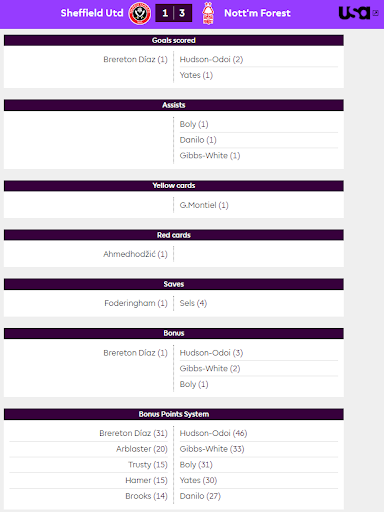 Sheffield Utd 1 3 Nott'm Forest usa
Goals scored
Brereton Díaz (1) Hudson-Odoi (2)
Yates (1)
Assists
Boly (1)
Danilo (1)
Gibbs-White (1)
Yellow cards
G.Montiel (1)
Red cards
Ahmedhodžić (1)
Saves
Foderingham (1) Sels (4)
Bonus
Brereton Díaz (1) Hudson-Odoi (3)
Gibbs-White (2)
Boly (1)
Bonus Points System
Brereton Díaz (31) Hudson-Odoi (46)
Arblaster (20) Gibbs-White (33)
Trusty (15) Boly (31)
Hamer (15) Yates (30)
Brooks (14) Danilo (27)